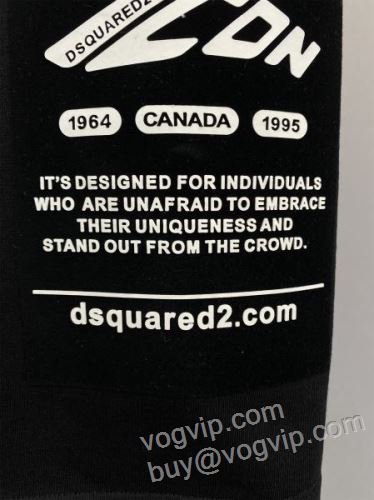 ICON
DSQUARED2
1964 CANADA 1995
IT'S DESIGNED FOR INDIVIDUALS
WHO ARE UNAFRAID TO EMBRACE
THEIR UNIQUENESS AND
STAND OUT FROM THE CROWD.
dsquared2.com
vogvip.com
buy@vogvip.com